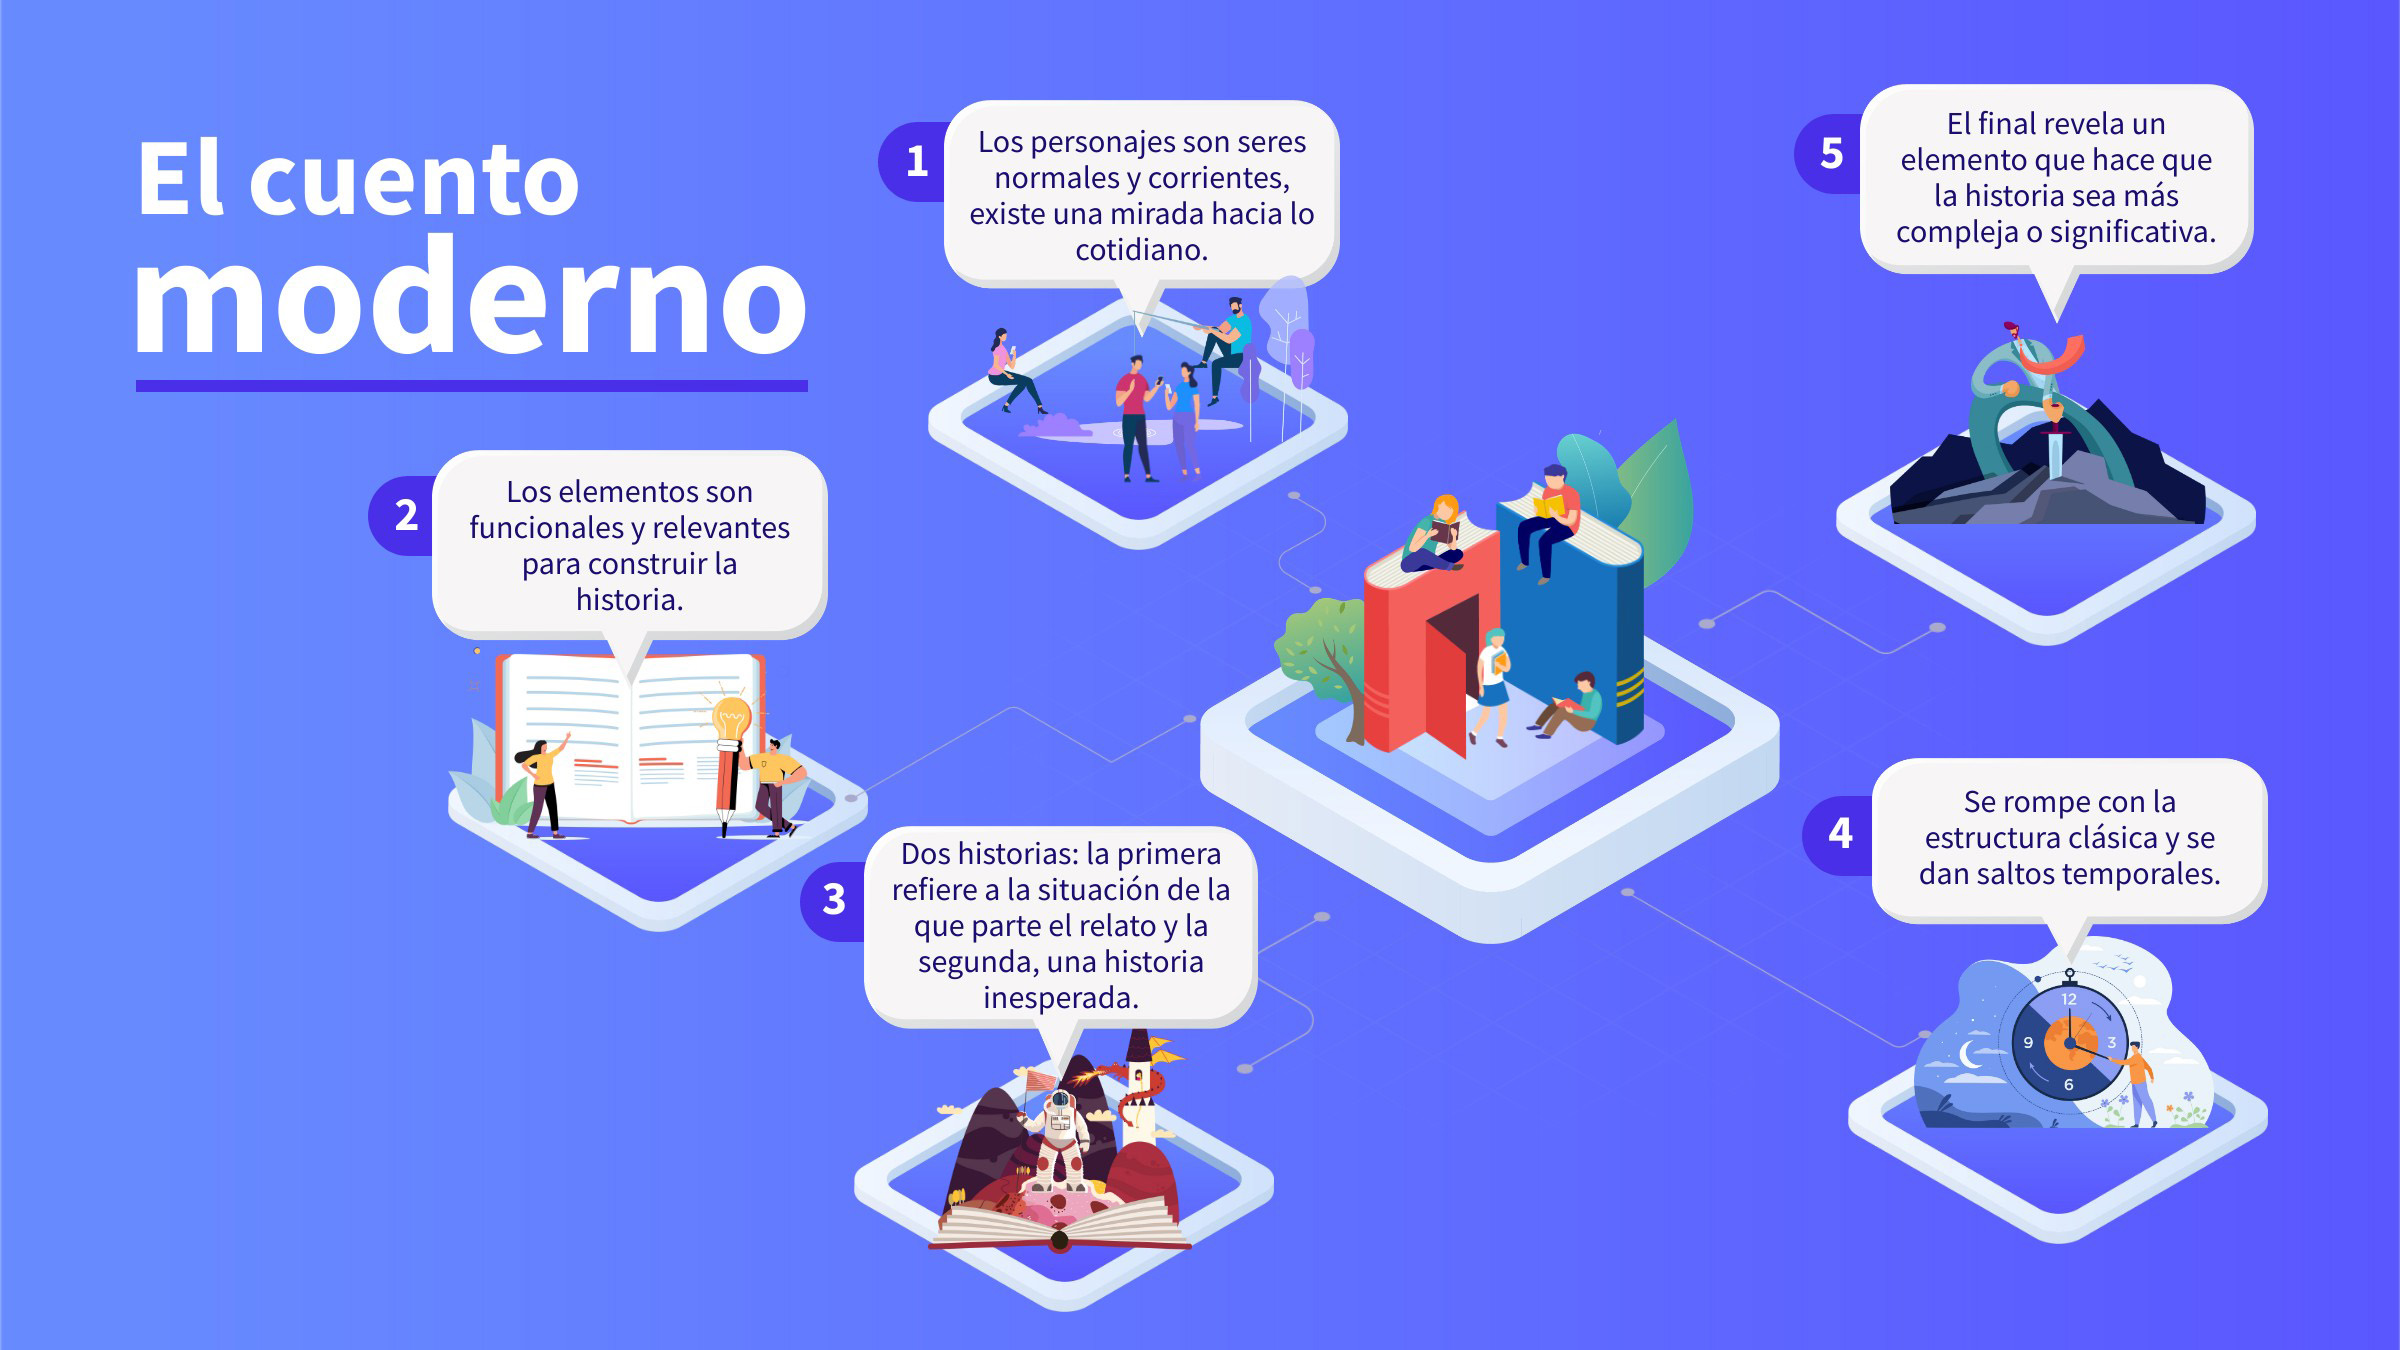 El cuento
moderno
1
Los personajes son seres
normales y corrientes,
existe una mirada hacia lo
cotidiano.
2
Los elementos son
funcionales y relevantes
para construir la
historia.
3
Dos historias: la primera
refiere a la situación de la
que parte el relato y la
segunda, una historia
inesperada.
4
Se rompe con la
estructura clásica y se
dan saltos temporales.
12
9
3
6
5
El final revela un
elemento que hace que
la historia sea más
compleja o significativa.